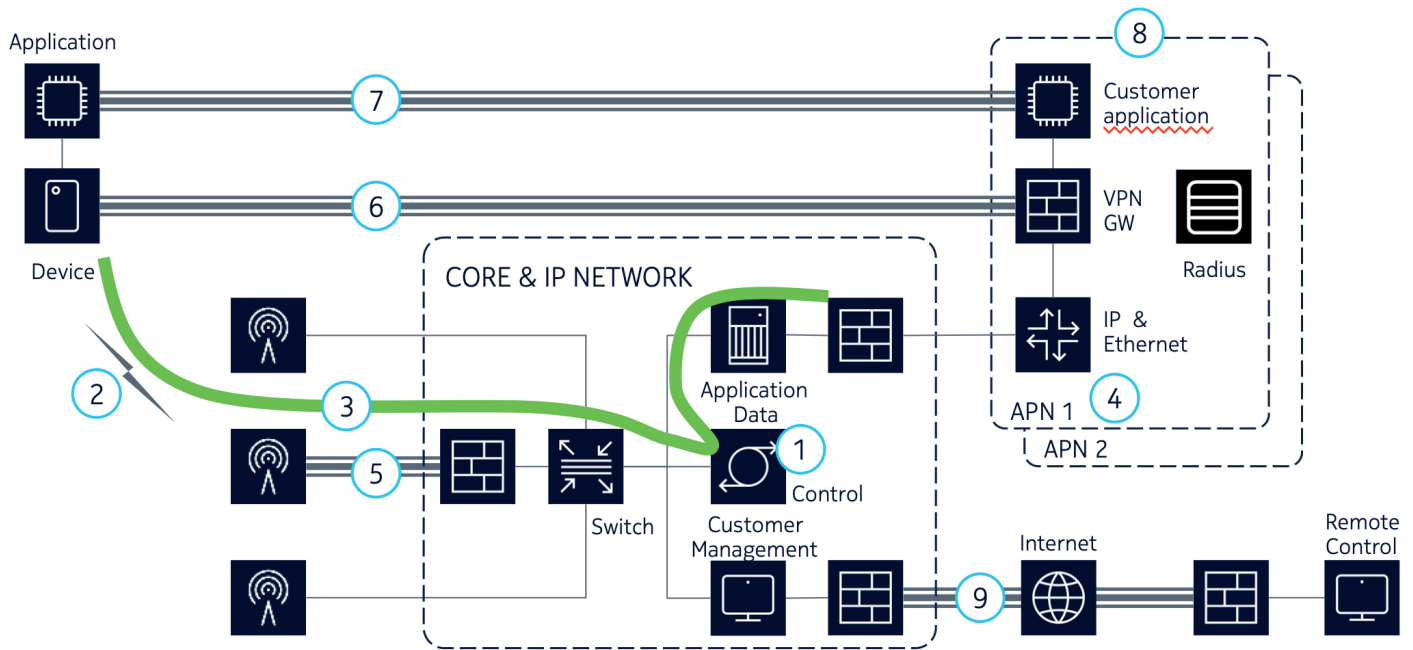 8
Application
7
Customer
application
6
VPN
GW
Device
Radius
CORE & IP NETWORK
IP &
Ethernet
2
3
Application
Data
4
APN 1
APN 2
1
5
Control
Switch
Customer
Management
Internet
Remote
Control
9